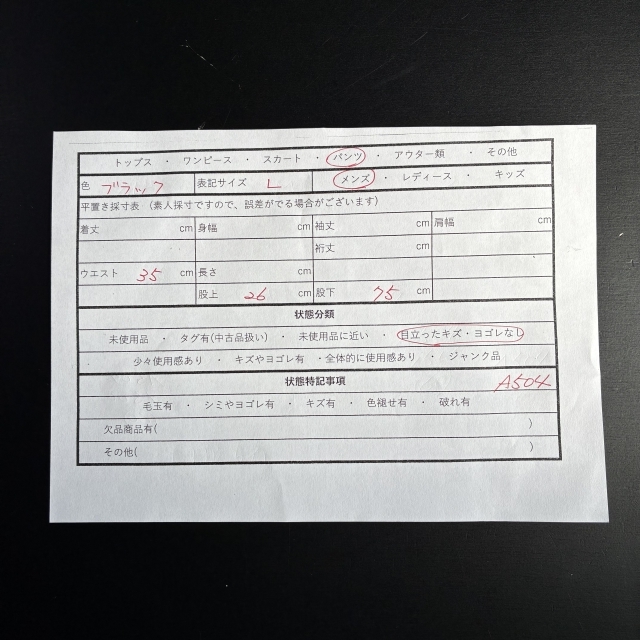 トップス ・ ワンピース ・ スカート ・ パンツ ・ アウター類 ・ その他
色 ブラック 表記サイズ L メンズ ・ レディース ・ キッズ
平置き採寸表 (素人採寸ですので、誤差がでる場合がございます)
着丈 cm 身幅 cm 袖丈 cm 肩幅 cm
裄丈 cm
ウエスト 35 cm 長さ cm
股上 26 cm 股下 75 cm
状態分類
未使用品 ・ タグ有(中古品扱い) ・ 未使用品に近い ・ 目立ったキズ・ヨゴレなし
少々使用感あり ・ キズやヨゴレ有 ・全体的に使用感あり ・ ジャンク品
状態特記事項 A504
毛玉有 ・ シミやヨゴレ有 ・ キズ有 ・ 色褪せ有 ・ 破れ有
欠品商品有( )
その他( )